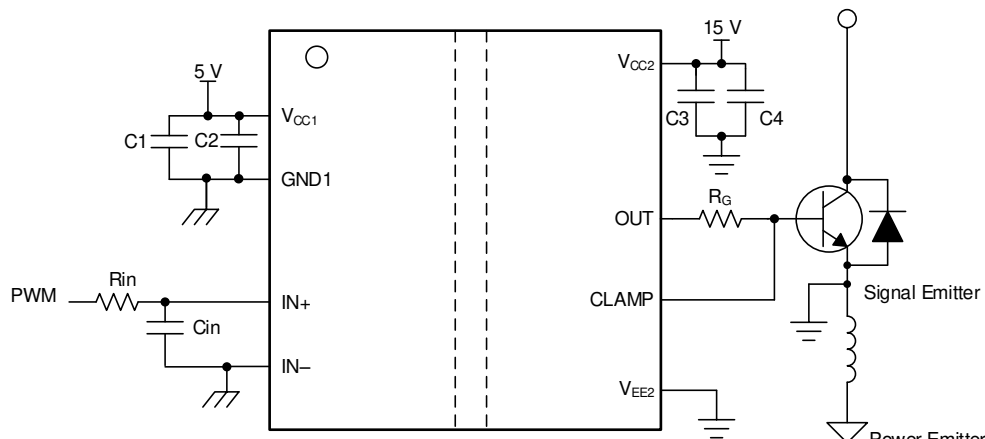 15 V
V_CC2
5 V
V_CC1
C1
C2
C3
C4
GND1
OUT
R_G
PWM
Rin
IN+
CLAMP
Signal Emitter
Cin
IN–
V_EE2
Power Emitter